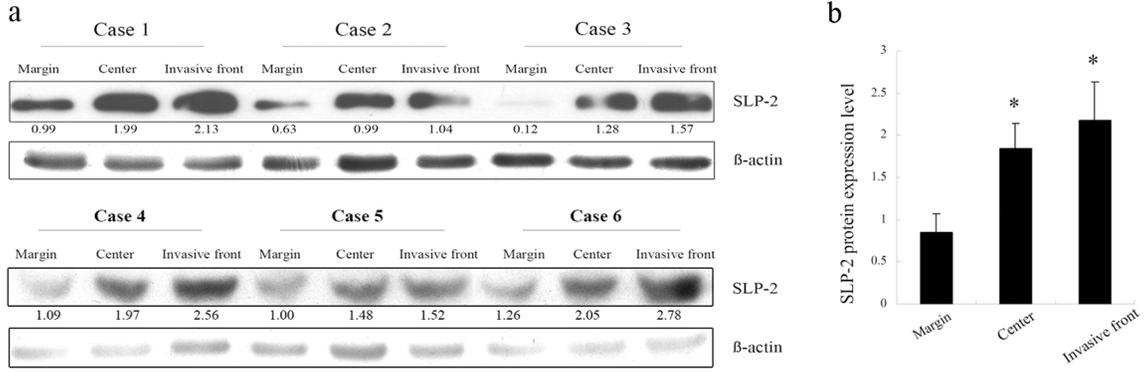 a
Case 1 Case 2 Case 3
Margin Center Invasive front Margin Center Invasive front Margin Center Invasive front
SLP-2
0.99 1.99 2.13 0.63 0.99 1.04 0.12 1.28 1.57
ß-actin
Case 4 Case 5 Case 6
Margin Center Invasive front Margin Center Invasive front Margin Center Invasive front
SLP-2
1.09 1.97 2.56 1.00 1.48 1.52 1.26 2.05 2.78
ß-actin
b
SLP-2 protein expression level
3
2.5
2
1.5
1
0.5
0
*
*
Margin
Center
Invasive front